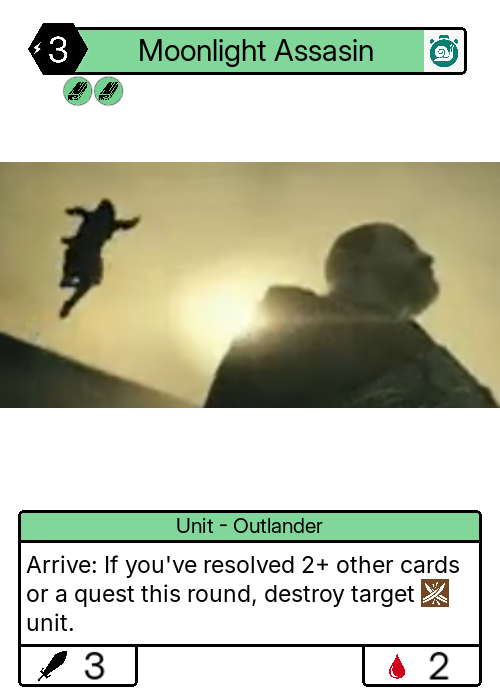 3
Moonlight Assasin
Unit - Outlander
Arrive: If you've resolved 2+ other cards
or a quest this round, destroy target
unit.
3
2